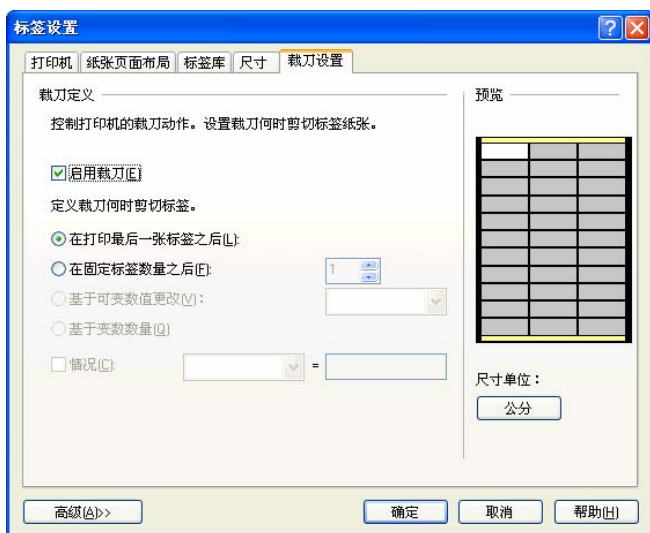 标签设置
打印机 纸张页面布局 标签库 尺寸 裁刀设置
裁刀定义
控制打印机的裁刀动作。设置裁刀何时剪切标签纸张。
启用裁刀(E)
定义裁刀何时剪切标签。
在打印最后一张标签之后(L):
在固定标签数量之后(F): 1
基于可变数值更改(V):
基于变数数量(Q)
情况(C): =
预览
尺寸单位:
公分
高级(A)>> 确定 取消 帮助(H)